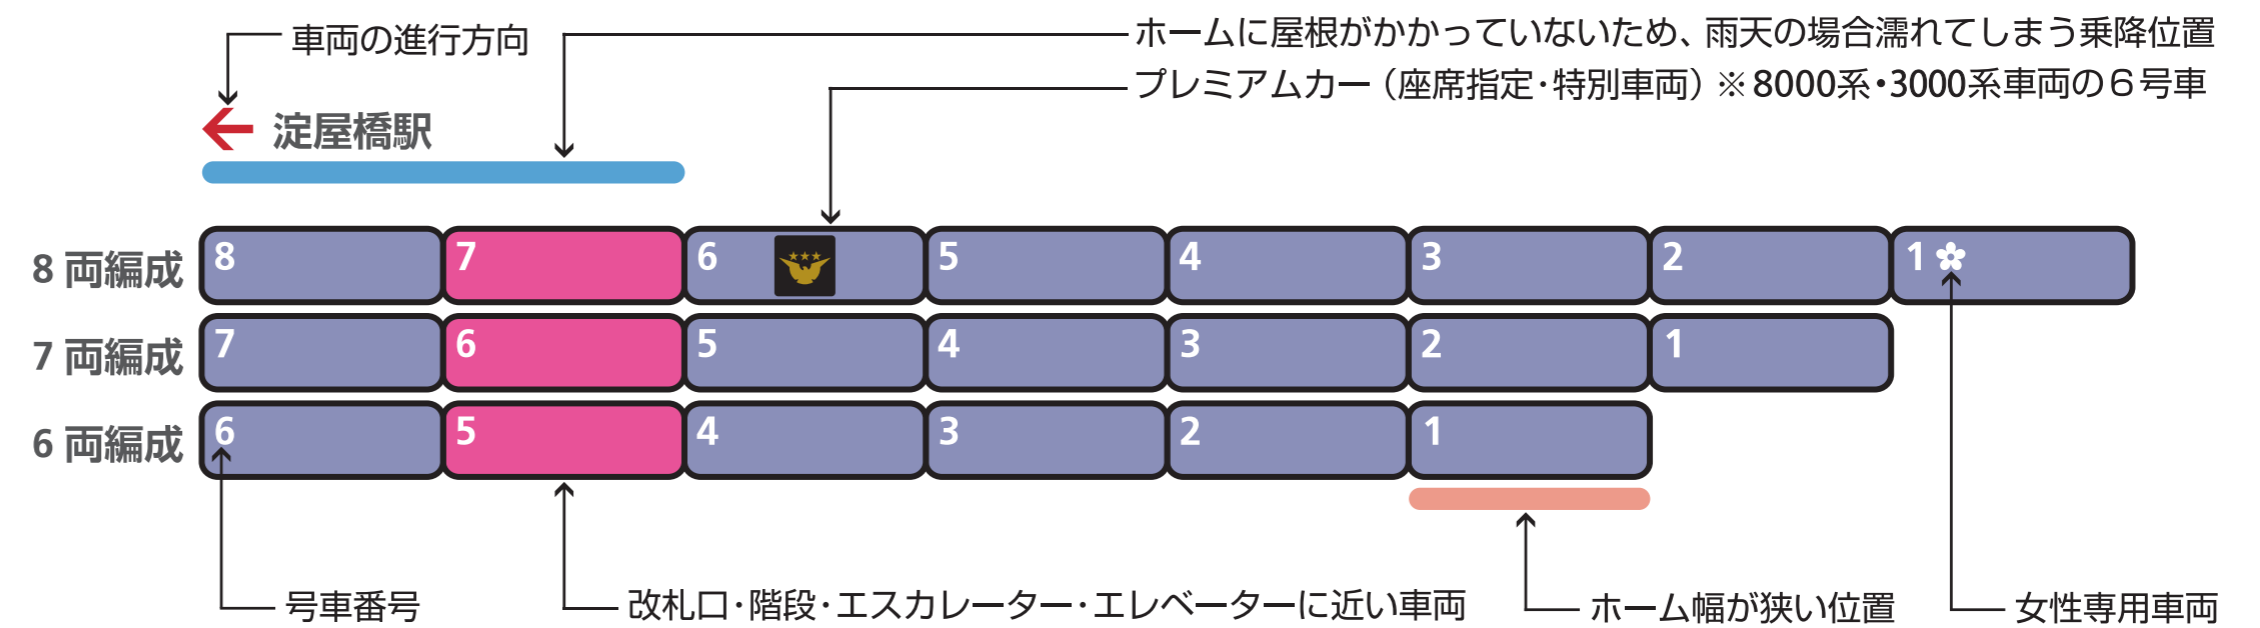 車両の進行方向
ホームに屋根がかかっていないため、雨天の場合濡れてしまう乗降位置
プレミアムカー（座席指定・特別車両）※8000系・3000系車両の６号車
淀屋橋駅
8 両編成 8 7 6 5 4 3 2 1
7 両編成 7 6 5 4 3 2 1
6 両編成 6 5 4 3 2 1
号車番号
改札口・階段・エスカレーター・エレベーターに近い車両
ホーム幅が狭い位置
女性専用車両